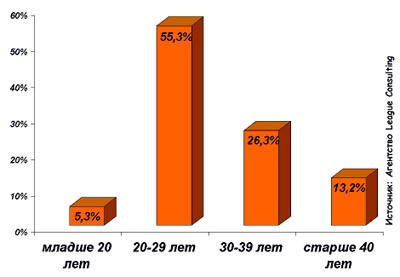 60%
50%
40%
30%
20%
10%
0%
5,3%
55,3%
26,3%
13,2%
младше 20
лет
20-29 лет
30-39 лет
старше 40
лет
Источник: Агентство League Consulting